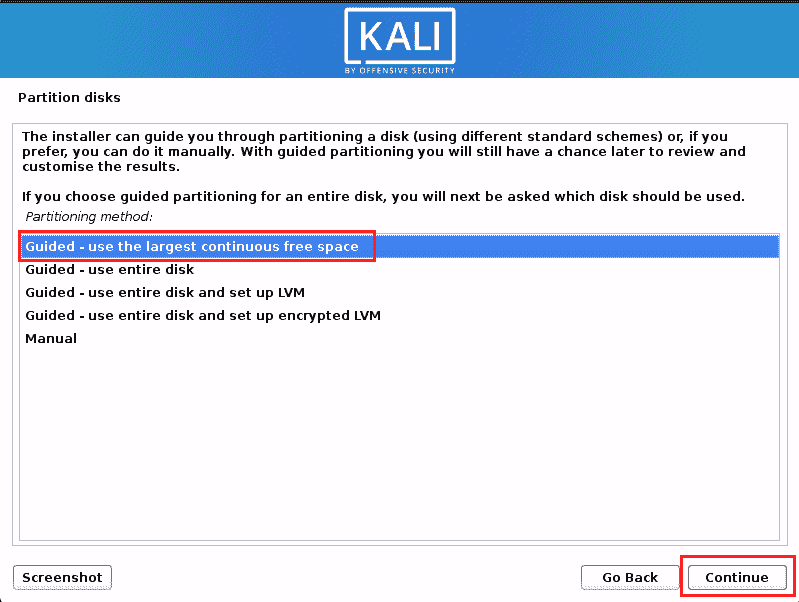 KALI
BY OFFENSIVE SECURITY
Partition disks
The installer can guide you through partitioning a disk (using different standard schemes) or, if you
prefer, you can do it manually. With guided partitioning you will still have a chance later to review and
customise the results.
If you choose guided partitioning for an entire disk, you will next be asked which disk should be used.
Partitioning method:
Guided - use the largest continuous free space
Guided - use entire disk
Guided - use entire disk and set up LVM
Guided - use entire disk and set up encrypted LVM
Manual
Screenshot
Go Back
Continue